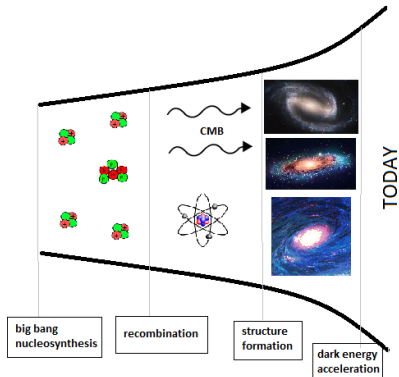 CMB
TODAY
big bang
nucleosynthesis
recombination
structure
formation
dark energy
acceleration